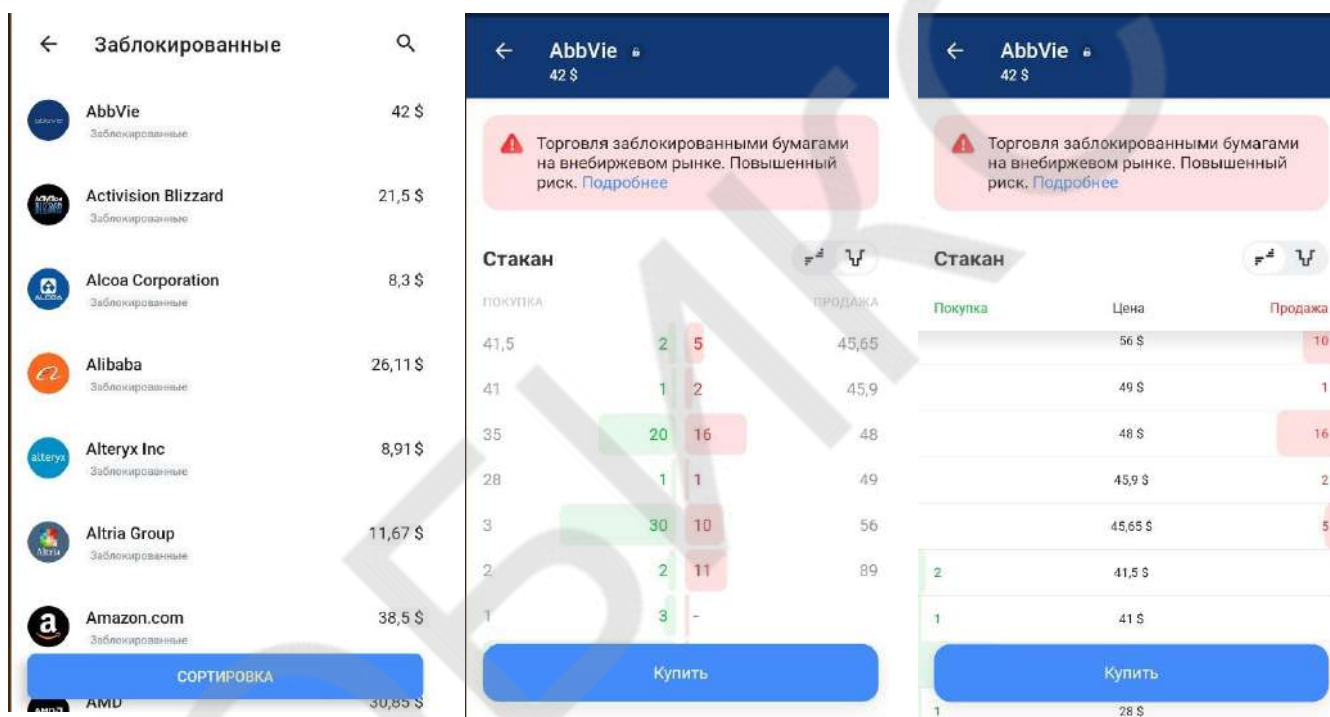 Заблокированные
AbbVie
42 $
Заблокированные
Activision Blizzard
21,5 $
Заблокированные
Alcoa Corporation
8,3 $
Заблокированные
Alibaba
26,11 $
Заблокированные
alteryx
Alteryx Inc
8,91 $
Заблокированные
Altria
Altria Group
11,67 $
Заблокированные
Amazon.com
38,5 $
Заблокированные
СОРТИРОВКА
AMD
30,85 $
AbbVie
42 $
Торговля заблокированными бумагами
на внебиржевом рынке. Повышенный
риск. Подробнее
Стакан
ПОКУПКА ПРОДАЖА
41,5 2 5 45,65
41 1 2 45,9
35 20 16 48
28 1 1 49
3 30 10 56
2 2 11 89
1 3 -
Купить
AbbVie
42 $
Торговля заблокированными бумагами
на внебиржевом рынке. Повышенный
риск. Подробнее
Стакан
Покупка Цена Продажа
56 $ 10
49 $ 1
48 $ 16
45,9 $ 2
45,65 $ 5
2 41,5 $
1 41 $
Купить
1 28 $